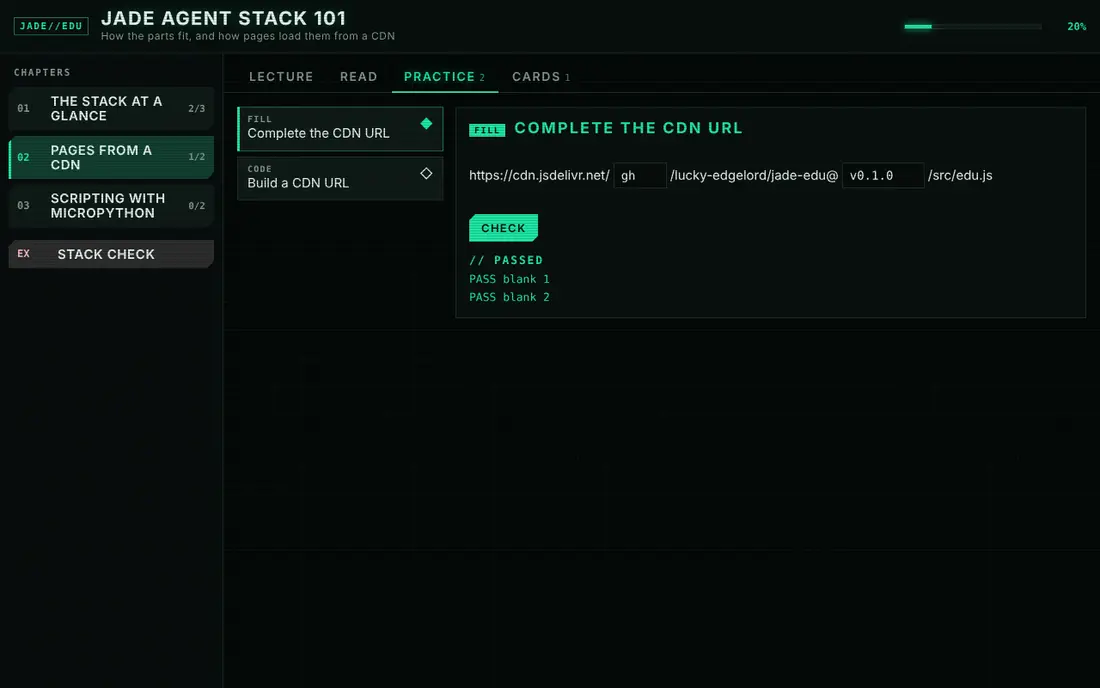 JADE//EDU
JADE AGENT STACK 101
How the parts fit, and how pages load them from a CDN
20%
CHAPTERS
01 THE STACK AT A GLANCE 2/3
02 PAGES FROM A CDN 1/2
03 SCRIPTING WITH MICROPYTHON 0/2
EX STACK CHECK
LECTURE READ PRACTICE 2 CARDS 1
FILL
Complete the CDN URL
CODE
Build a CDN URL
FILL COMPLETE THE CDN URL
https://cdn.jsdelivr.net/ gh /lucky-edgelord/jade-edu@ v0.1.0 /src/edu.js
CHECK
// PASSED
PASS blank 1
PASS blank 2